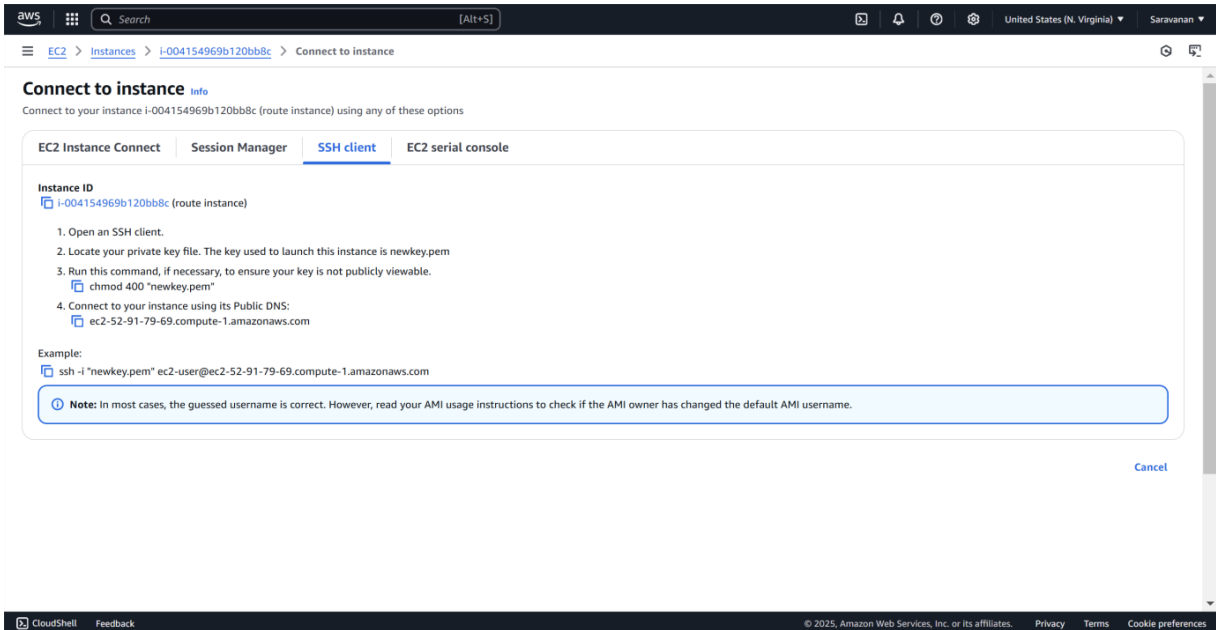 aws
Search [Alt+S] United States (N. Virginia) Saravanan
EC2 > Instances > i-004154969b120bb8c > Connect to instance
Connect to instance Info
Connect to your instance i-004154969b120bb8c (route instance) using any of these options
EC2 Instance Connect Session Manager SSH client EC2 serial console
Instance ID
i-004154969b120bb8c (route instance)
1. Open an SSH client.
2. Locate your private key file. The key used to launch this instance is newkey.pem
3. Run this command, if necessary, to ensure your key is not publicly viewable.
chmod 400 "newkey.pem"
4. Connect to your instance using its Public DNS:
ec2-52-91-79-69.compute-1.amazonaws.com
Example:
ssh -i "newkey.pem" ec2-user@ec2-52-91-79-69.compute-1.amazonaws.com
Note: In most cases, the guessed username is correct. However, read your AMI usage instructions to check if the AMI owner has changed the default AMI username.
Cancel
CloudShell Feedback © 2025, Amazon Web Services, Inc. or its affiliates. Privacy Terms Cookie preferences